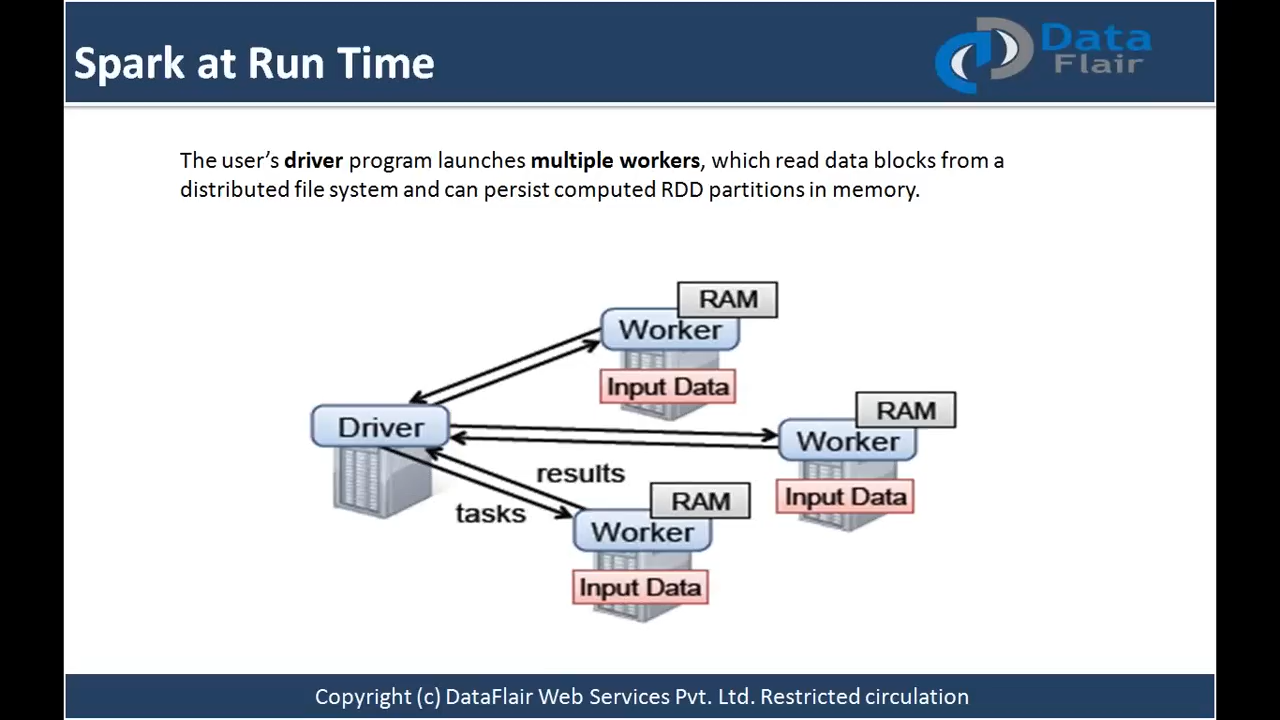 Spark at Run Time
Data
Flair
The user’s driver program launches multiple workers, which read data blocks from a
distributed file system and can persist computed RDD partitions in memory.
RAM
Worker
Input Data
RAM
Driver
Worker
results
Input Data
RAM
tasks
Worker
Input Data
Copyright (c) DataFlair Web Services Pvt. Ltd. Restricted circulation